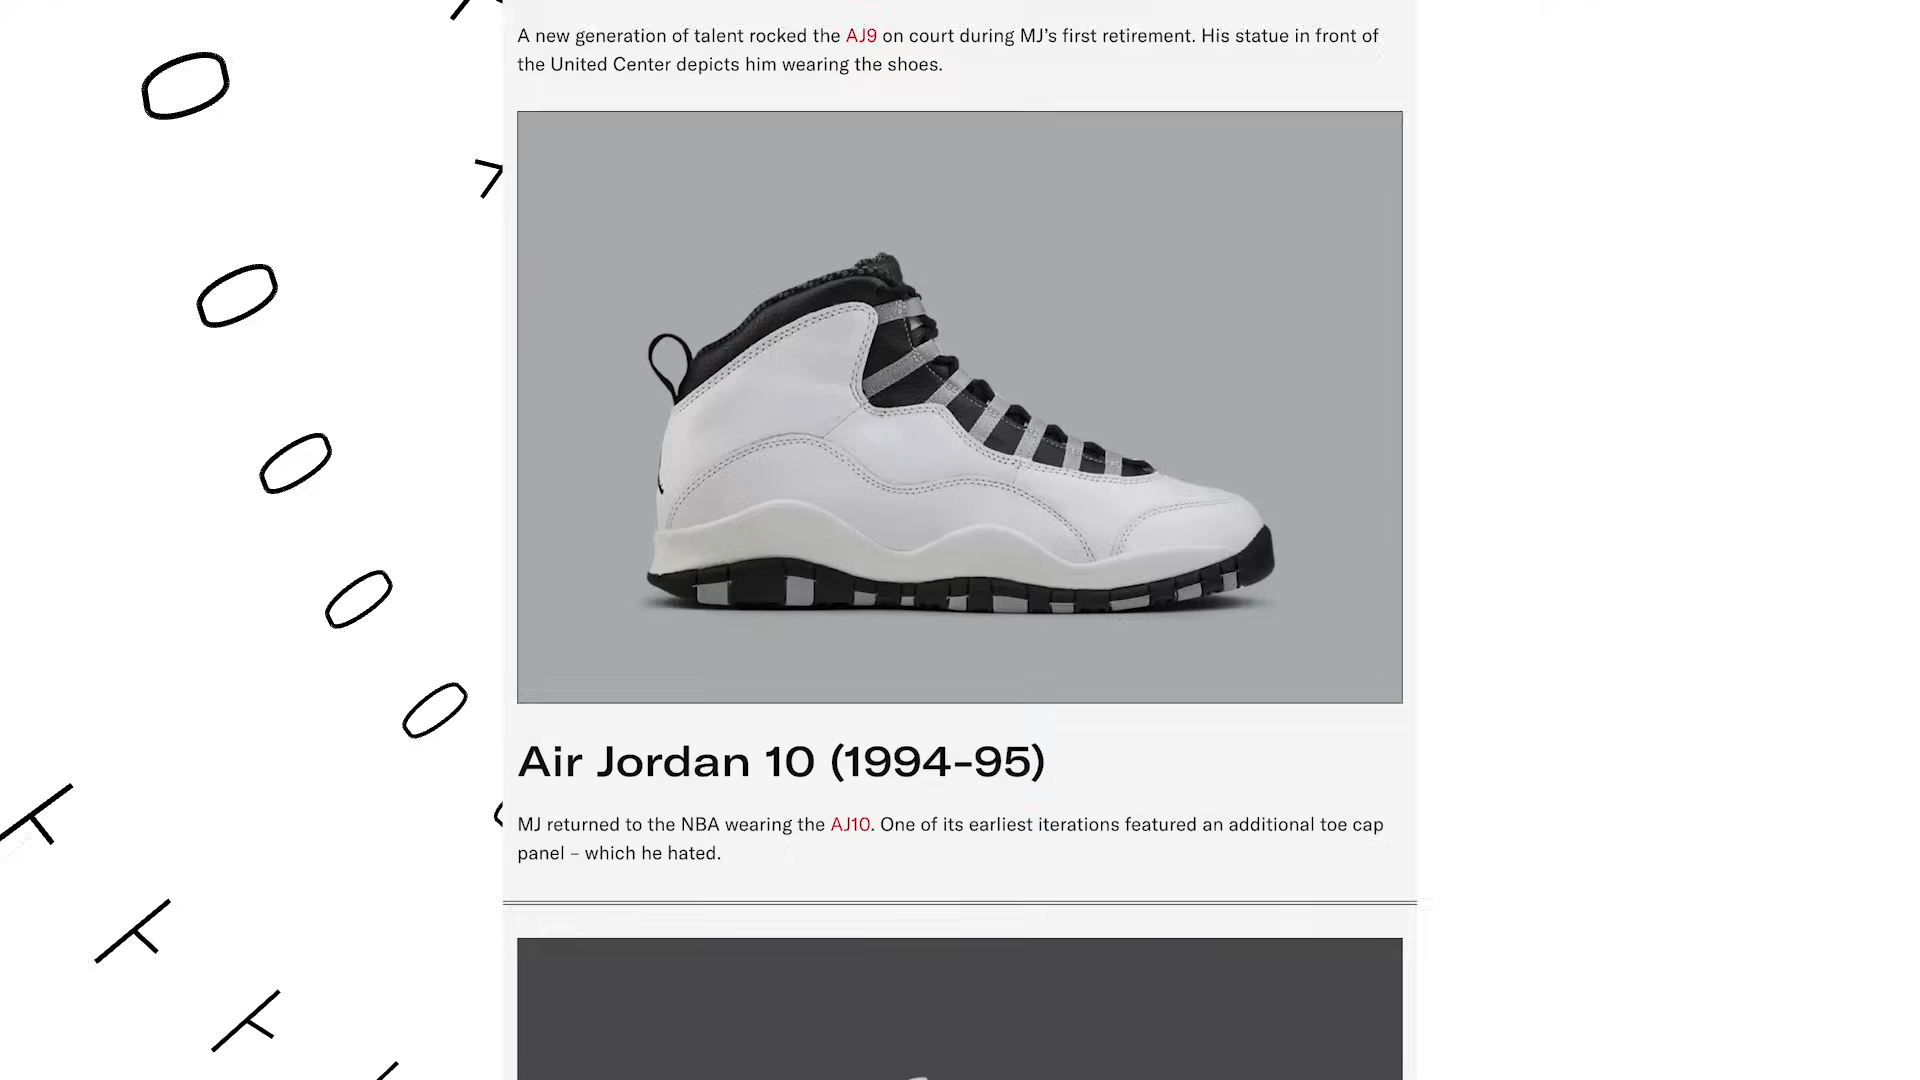 A new generation of talent rocked the AJ9 on court during MJ’s first retirement. His statue in front of
the United Center depicts him wearing the shoes.
Air Jordan 10 (1994–95)
MJ returned to the NBA wearing the AJ10. One of its earliest iterations featured an additional toe cap
panel – which he hated.